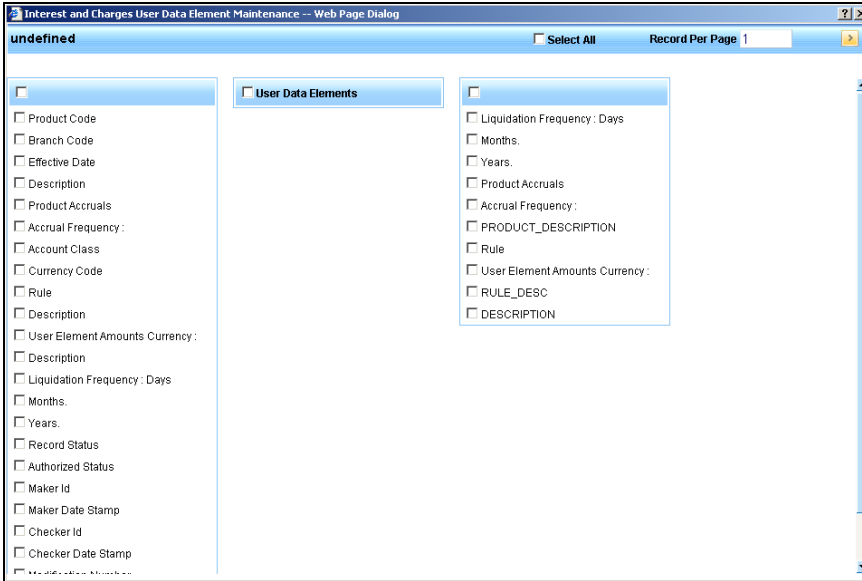 Interest and Charges User Data Element Maintenance -- Web Page Dialog
undefined
Select All
Record Per Page 1
Product Code
Branch Code
Effective Date
Description
Product Accruals
Accrual Frequency :
Account Class
Currency Code
Rule
Description
User Element Amounts Currency :
Description
Liquidation Frequency : Days
Months.
Years.
Record Status
Authorized Status
Maker Id
Maker Date Stamp
Checker Id
Checker Date Stamp
Modification Number
User Data Elements
Liquidation Frequency : Days
Months.
Years.
Product Accruals
Accrual Frequency :
PRODUCT_DESCRIPTION
Rule
User Element Amounts Currency :
RULE_DESC
DESCRIPTION